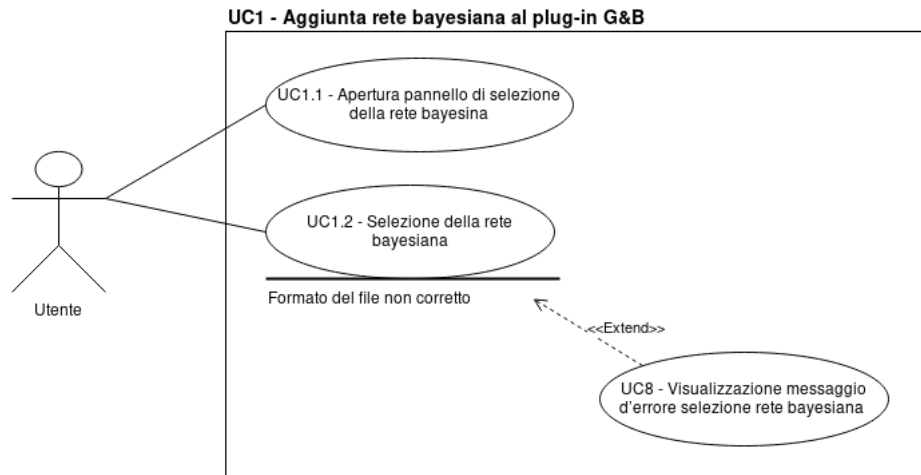 UC1 - Aggiunta rete bayesiana al plug-in G&B
UC1.1 - Apertura pannello di selezione
della rete bayesina
UC1.2 - Selezione della rete
bayesiana
Formato del file non corretto
Utente
<<Extend>>
UC8 - Visualizzazione messaggio
d'errore selezione rete bayesiana